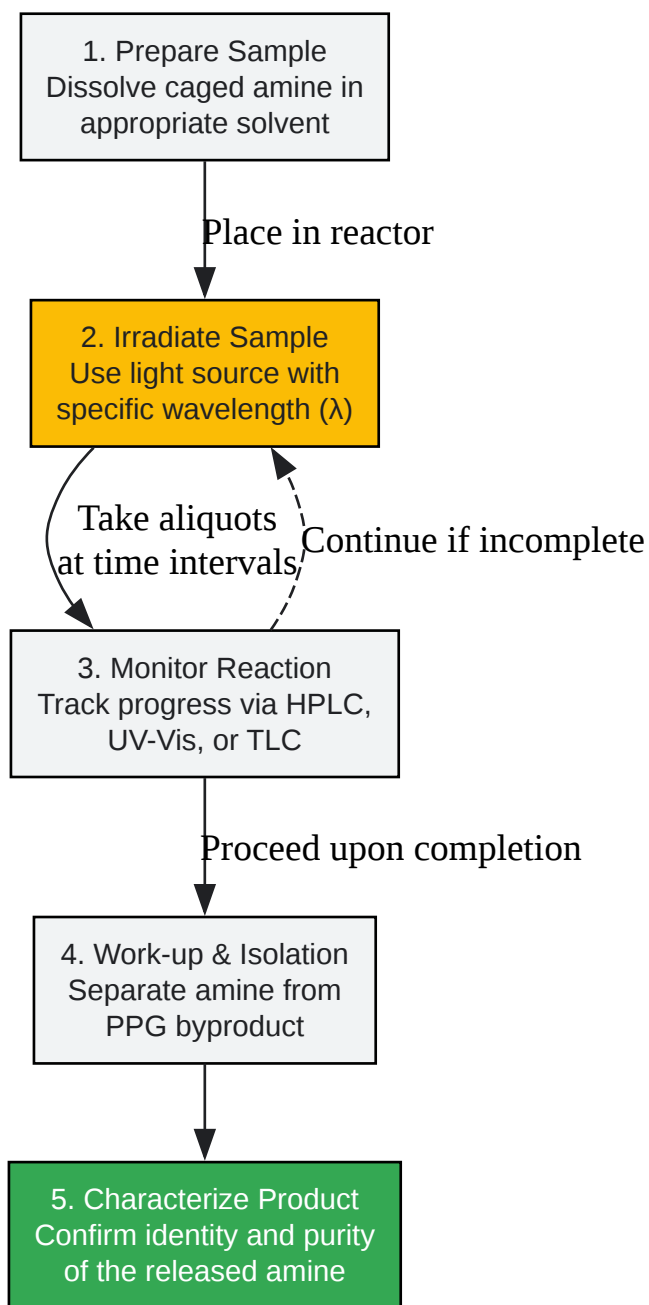 1. Prepare Sample
Dissolve caged amine in
appropriate solvent
Place in reactor
2. Irradiate Sample
Use light source with
specific wavelength (λ)
Take aliquots
at time intervals
Continue if incomplete
3. Monitor Reaction
Track progress via HPLC,
UV-Vis, or TLC
Proceed upon completion
4. Work-up & Isolation
Separate amine from
PPG byproduct
5. Characterize Product
Confirm identity and purity
of the released amine